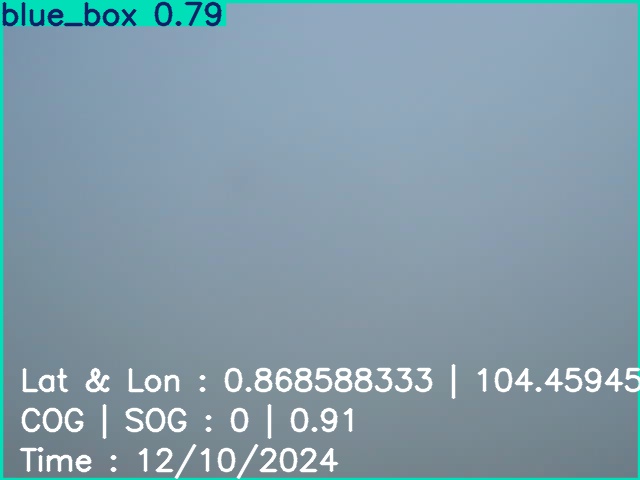 blue_box 0.79
Lat & Lon : 0.868588333 | 104.45945
COG | SOG : 0 | 0.91
Time : 12/10/2024